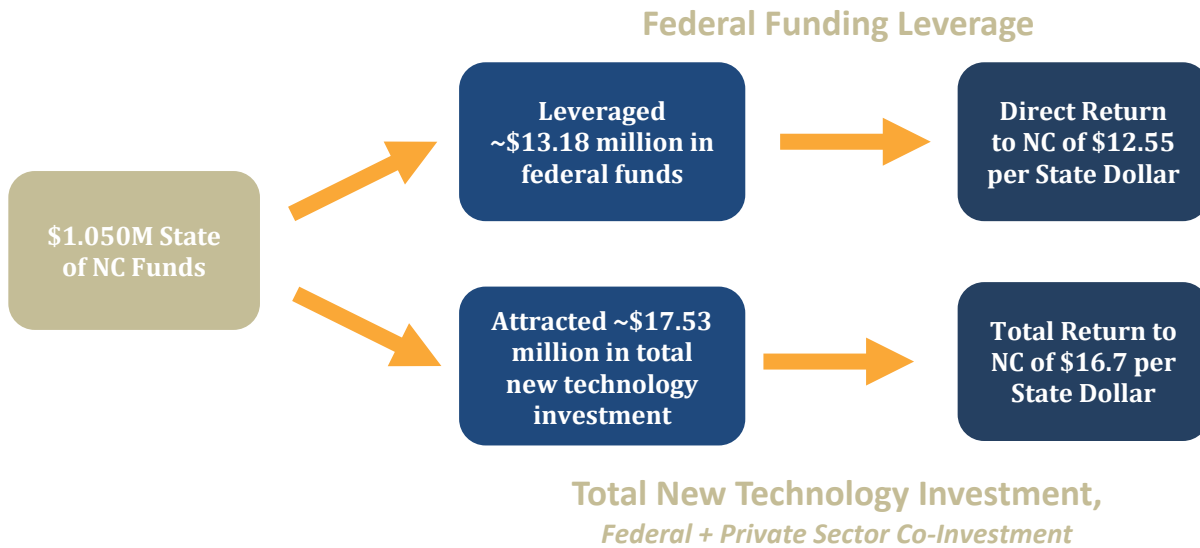 Federal Funding Leverage
$1.050M State
of NC Funds
Leveraged
~$13.18 million in
federal funds
Direct Return
to NC of $12.55
per State Dollar
Attracted ~$17.53
million in total
new technology
investment
Total Return to
NC of $16.7 per
State Dollar
Total New Technology Investment,
Federal + Private Sector Co-Investment